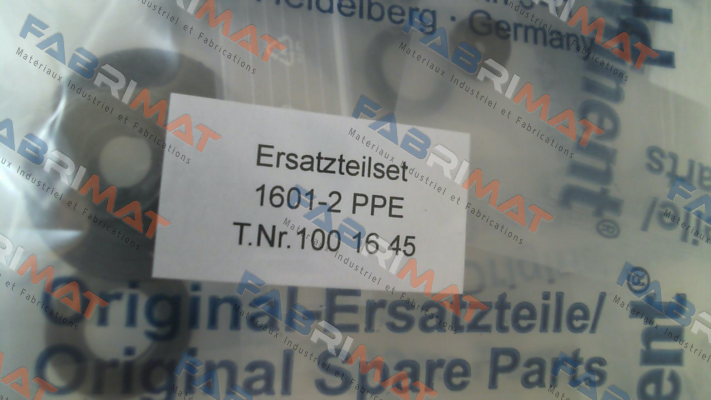 Heidelberg · Germany
Ersatzteilset
1601-2 PPE
T.Nr.100 16 45
Original-Ersatzteile/
Original Spare Parts
FABRIMAT
Materiaux Industriel et Fabrications